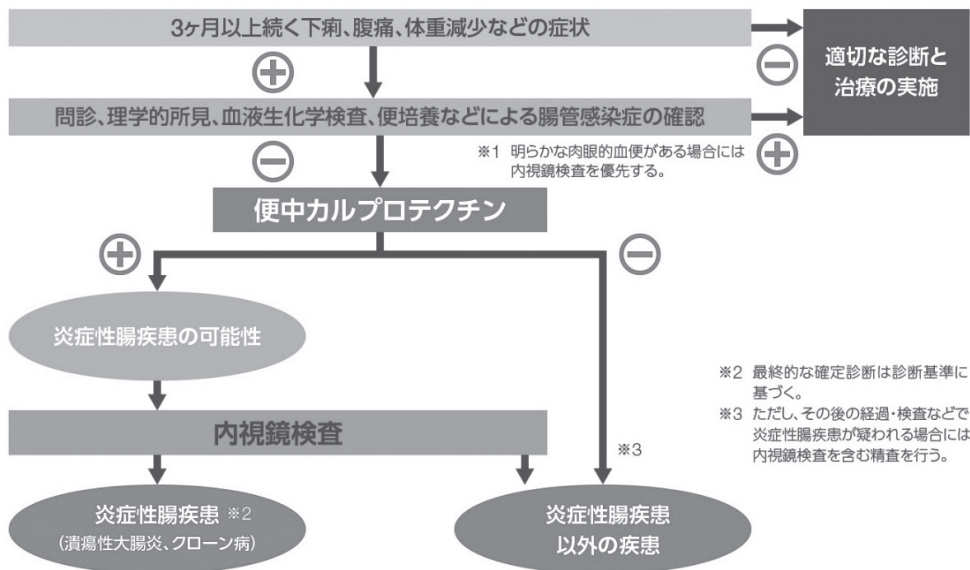 3ヶ月以上続く下痢、腹痛、体重減少などの症状
適切な診断と
治療の実施
問診、理学的所見、血液生化学検査、便培養などによる腸管感染症の確認
※1 明らかな肉眼的血便がある場合には
内視鏡検査を優先する。
便中カルプロテクチン
炎症性腸疾患の可能性
※2 最終的な確定診断は診断基準に
基づく。
※3 ただし、その後の経過・検査などで
炎症性腸疾患が疑われる場合には
内視鏡検査を含む精査を行う。
内視鏡検査
※3
炎症性腸疾患 ※2
(潰瘍性大腸炎、クローン病)
炎症性腸疾患
以外の疾患